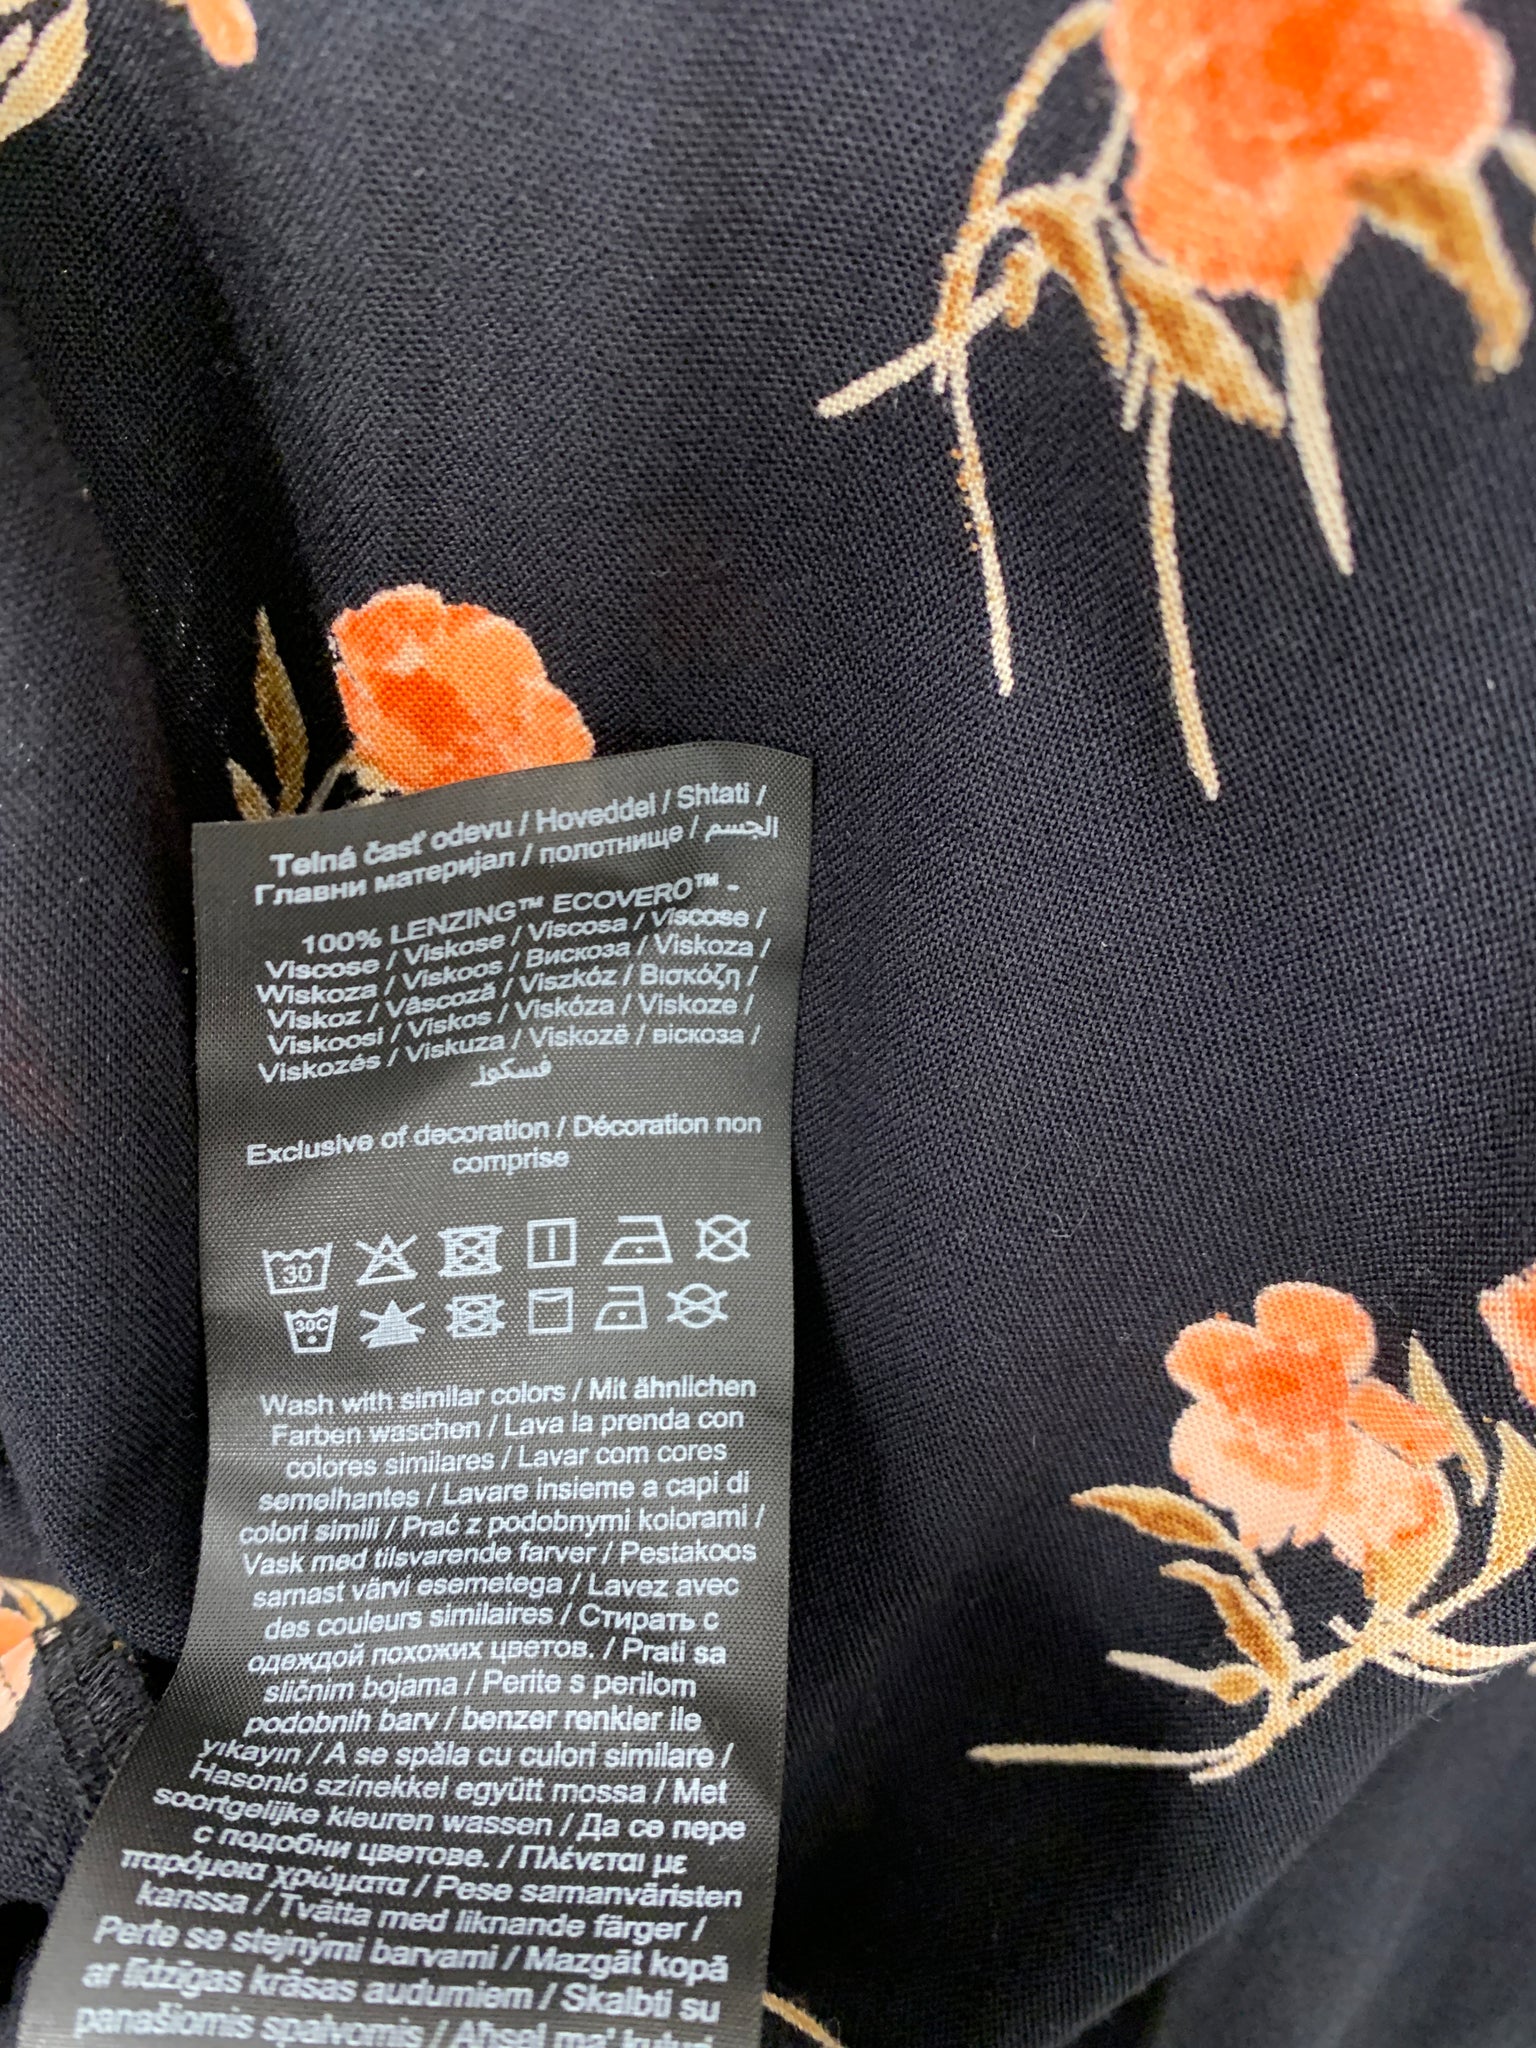 Telná časť odevu / Hoveddel / Shtati /
Главни материјал / полотнище / الجسم
100% LENZING™ ECOVERO™ -
Viscose / Viskose / Viscosa / Viscose /
Wiskoza / Viskoos / Вискоза / Viskoza /
Viskoz / Vâscoză / Viszkóz / Βισκόζη /
Viskoosi / Viskos / Viskóza / Viskoze /
Viskozés / Viskuza / Viskozë / віскоза /
فسكوز
Exclusive of decoration / Décoration non
comprise
30
30C
Wash with similar colors / Mit ähnlichen
Farben waschen / Lava la prenda con
colores similares / Lavar com cores
semelhantes / Lavare insieme a capi di
colori simili / Prać z podobnymi kolorami /
Vask med tilsvarende farver / Pestakoos
sarnast värvi esemetega / Lavez avec
des couleurs similaires / Стирать с
одеждой похожих цветов. / Prati sa
sličnim bojama / Perite s perilom
podobnih barv / benzer renkler ile
yıkayın / A se spăla cu culori similare /
Hasonló színekkel együtt mossa / Met
soortgelijke kleuren wassen / Да се пере
с подобни цветове. / Πλένεται με
παρόμοια χρώματα / Pese samanväristen
kanssa / Tvätta med liknande färger /
Perte se stejnými barvami / Mazgāt kopā
ar līdzīgas krāsas audumiem / Skalbti su
panašiomis spalvomis / Aħsel ma' kuluri